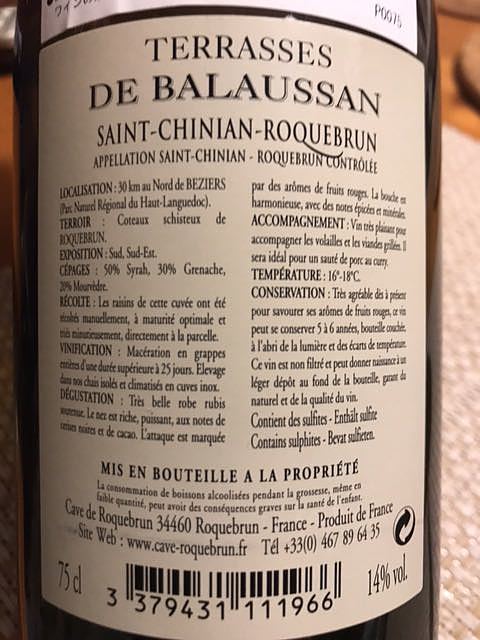 P0075
TERRASSES
DE BALAUSSAN
SAINT-CHINIAN-ROQUEBRUN
APPELLATION SAINT-CHINIAN - ROQUEBRUN CONTRÔLÉE
LOCALISATION : 30 km au Nord de BEZIERS
(Parc Naturel Régional du Haut-Languedoc).
TERROIR : Coteaux schisteux de
ROQUEBRUN.
EXPOSITION : Sud, Sud-Est.
CÉPAGES : 50% Syrah, 30% Grenache,
20% Mourvèdre.
RÉCOLTE : Les raisins de cette cuvée ont été
récoltés manuellement, à maturité optimale et
très minutieusement, directement à la parcelle.
VINIFICATION : Macération en grappes
entières d'une durée supérieure à 25 jours. Elevage
dans nos chais isolés et climatisés en cuves inox.
DÉGUSTATION : Très belle robe rubis
soutenue. Le nez est riche, puissant, aux notes de
cerises noires et de cacao. L'attaque est marquée
par des arômes de fruits rouges. La bouche est
harmonieuse, avec des notes épicées et minérales.
ACCOMPAGNEMENT : Vin très plaisant pour
accompagner les volailles et les viandes grillées. Il
sera idéal pour un sauté de porc au curry.
TEMPÉRATURE : 16°-18°C.
CONSERVATION : Très agréable dès à présent
pour savourer ses arômes de fruits rouges, ce vin
peut se conserver 5 à 6 années, bouteille couchée,
à l'abri de la lumière et des écarts de température.
Ce vin est non filtré et peut donner naissance à un
léger dépôt au fond de la bouteille, garant du
naturel et de la qualité du vin.
Contient des sulfites - Enthält sulfite
Contains sulphites - Bevat sulfieten.
MIS EN BOUTEILLE A LA PROPRIÉTÉ
La consommation de boissons alcoolisées pendant la grossesse, même en
faible quantité, peut avoir des conséquences graves sur la santé de l'enfant.
Cave de Roquebrun 34460 Roquebrun - France - Produit de France
Site Web : www.cave-roquebrun.fr Tél +33(0) 467 89 64 35
75 cl
3 379431 111966
14% vol.